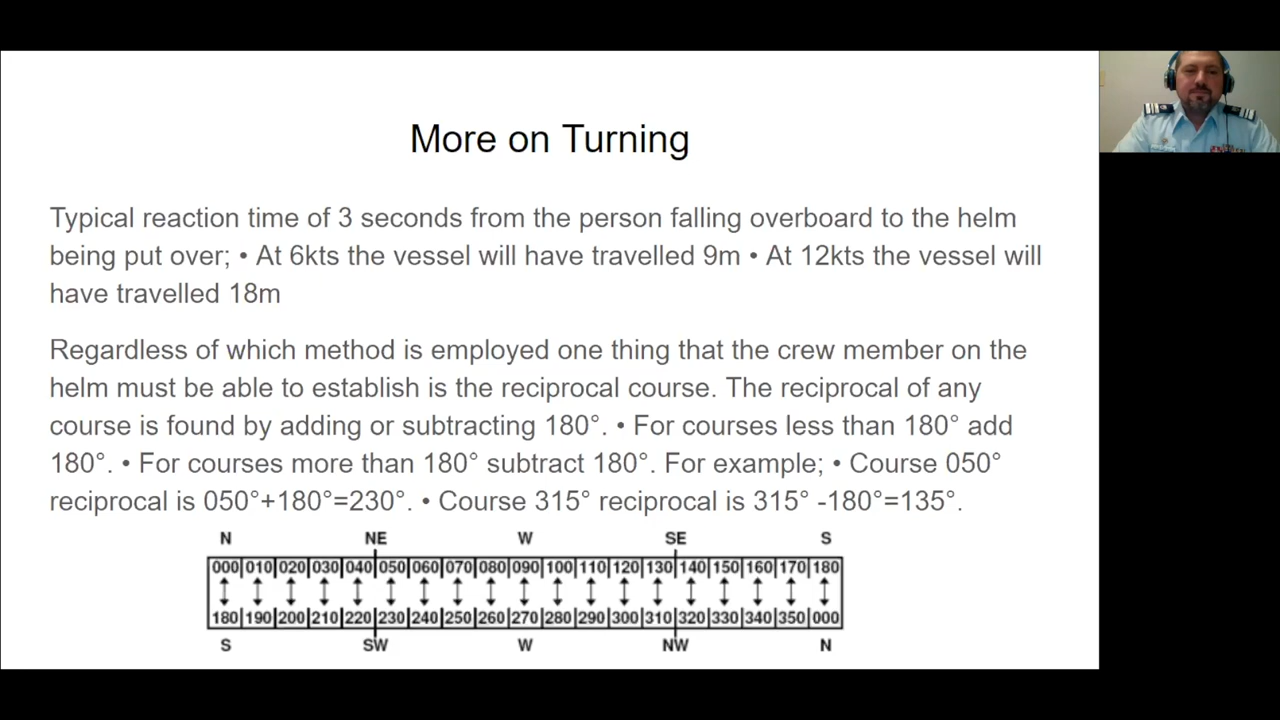 More on Turning
Typical reaction time of 3 seconds from the person falling overboard to the helm
being put over; • At 6kts the vessel will have travelled 9m • At 12kts the vessel will
have travelled 18m
Regardless of which method is employed one thing that the crew member on the
helm must be able to establish is the reciprocal course. The reciprocal of any
course is found by adding or subtracting 180°. • For courses less than 180° add
180°. • For courses more than 180° subtract 180°. For example; • Course 050°
reciprocal is 050°+180°=230°. • Course 315° reciprocal is 315° -180°=135°.
N NE W SE S
000 010 020 030 040 050 060 070 080 090 100 110 120 130 140 150 160 170 180
180 190 200 210 220 230 240 250 260 270 280 290 300 310 320 330 340 350 000
S SW W NW N